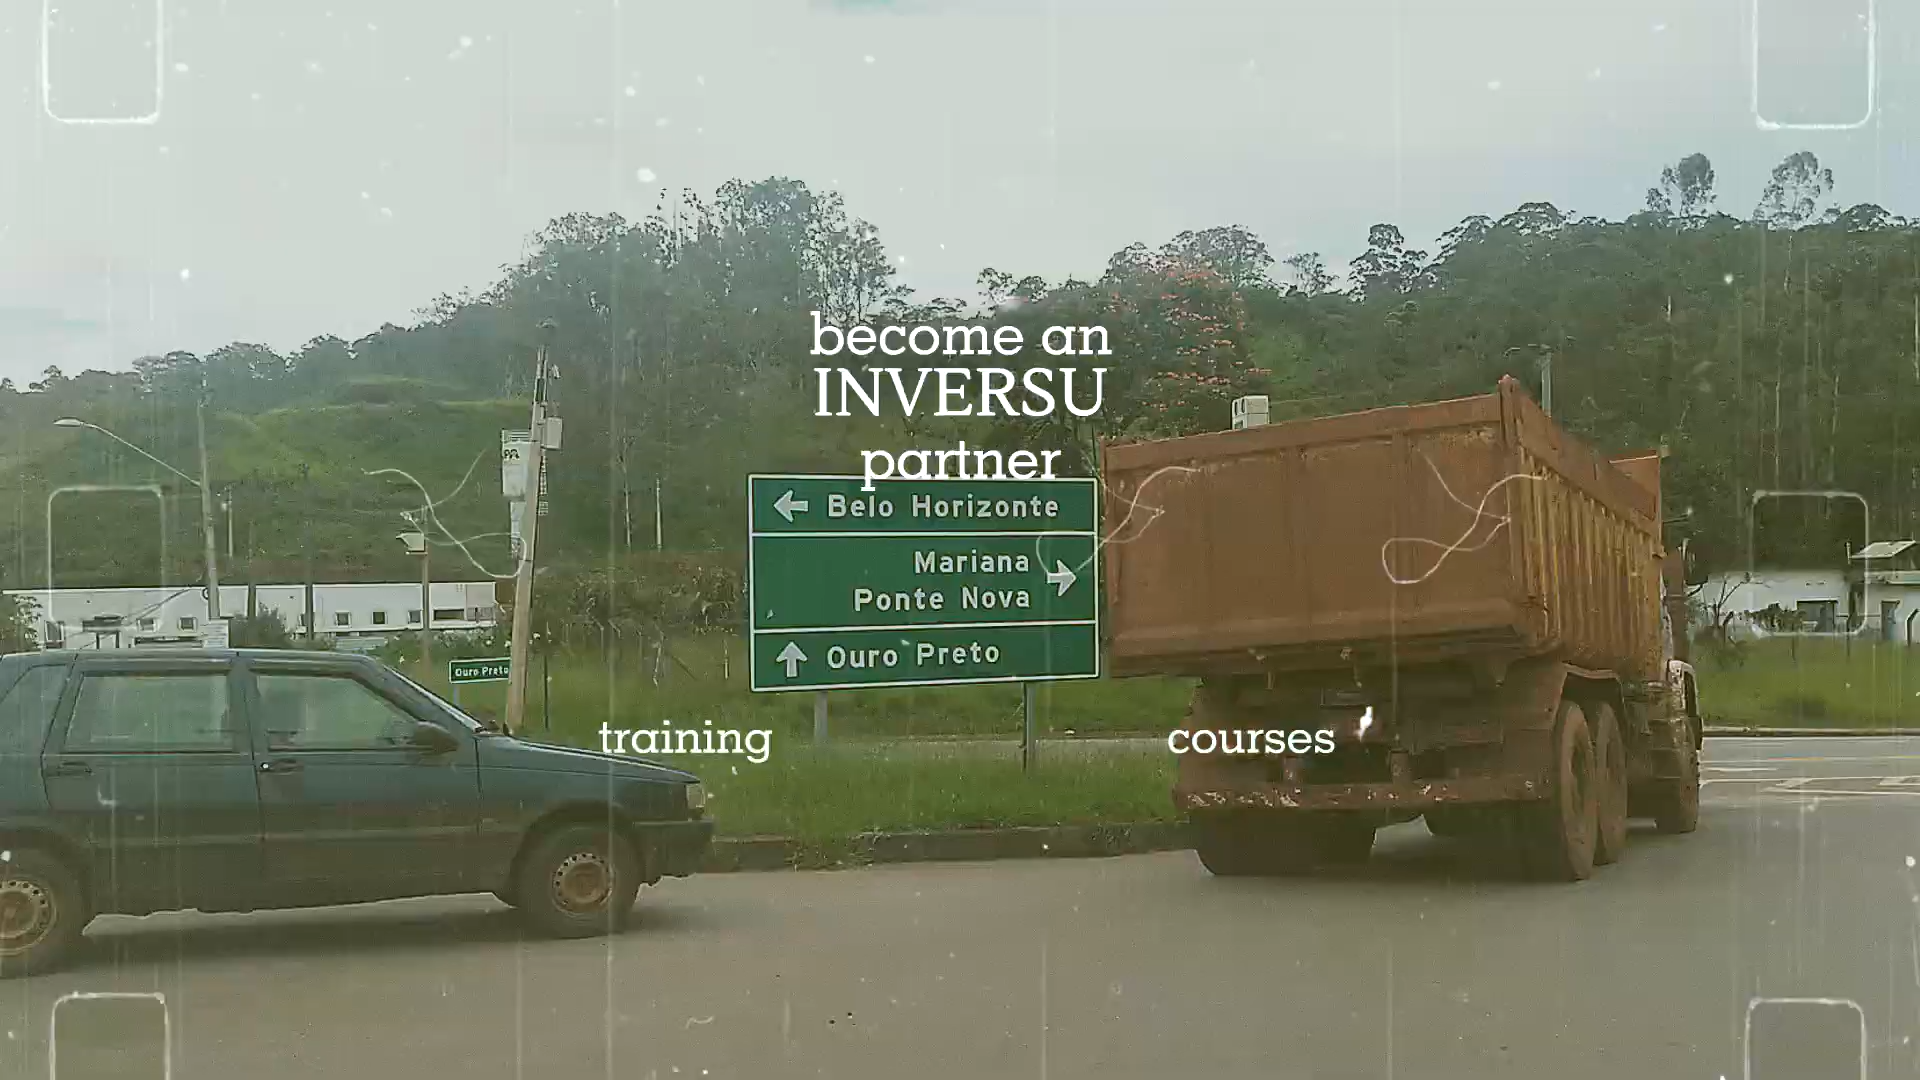 become an
INVERSU
partner
Belo Horizonte
Mariana
Ponte Nova
Ouro Preto
Ouro Preto
training
courses